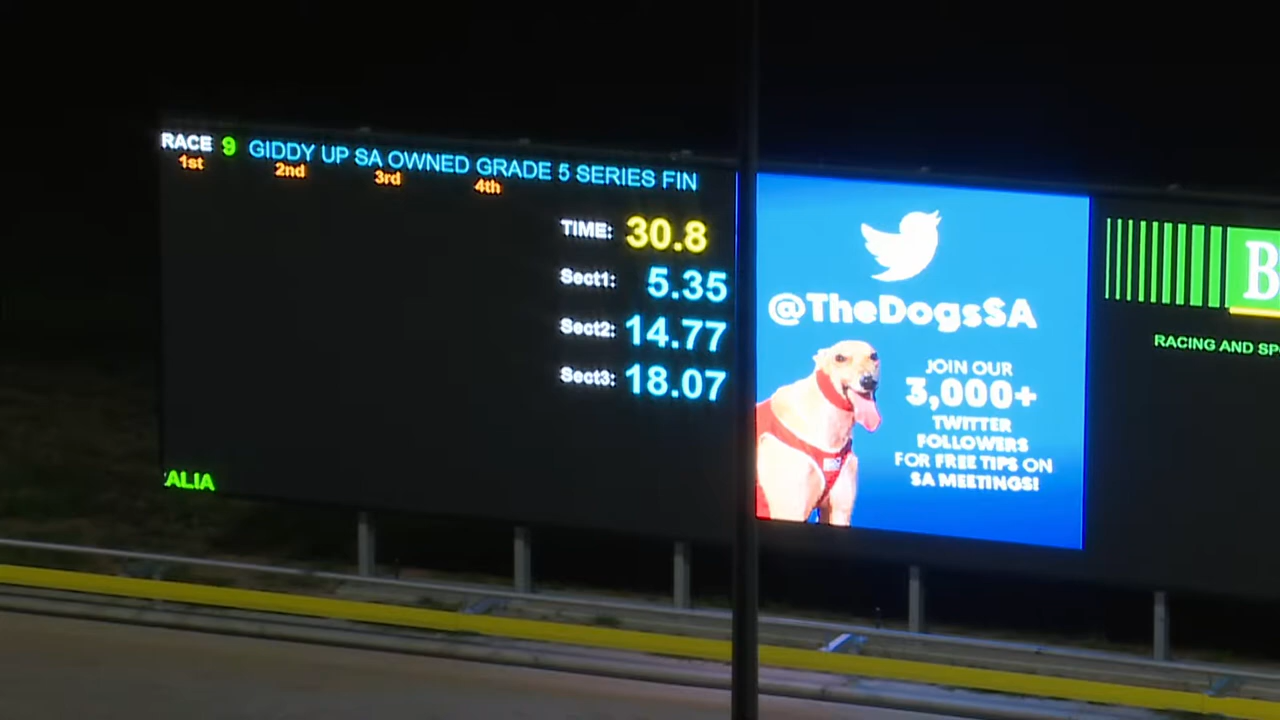 RACE 9 GIDDY UP SA OWNED GRADE 5 SERIES FIN
1st 2nd 3rd 4th
TIME: 30.8
Sect1: 5.35
Sect2: 14.77
Sect3: 18.07
ALIA
@TheDogsSA
JOIN OUR
3,000+
TWITTER
FOLLOWERS
FOR FREE TIPS ON
SA MEETINGS!
B
RACING AND SP